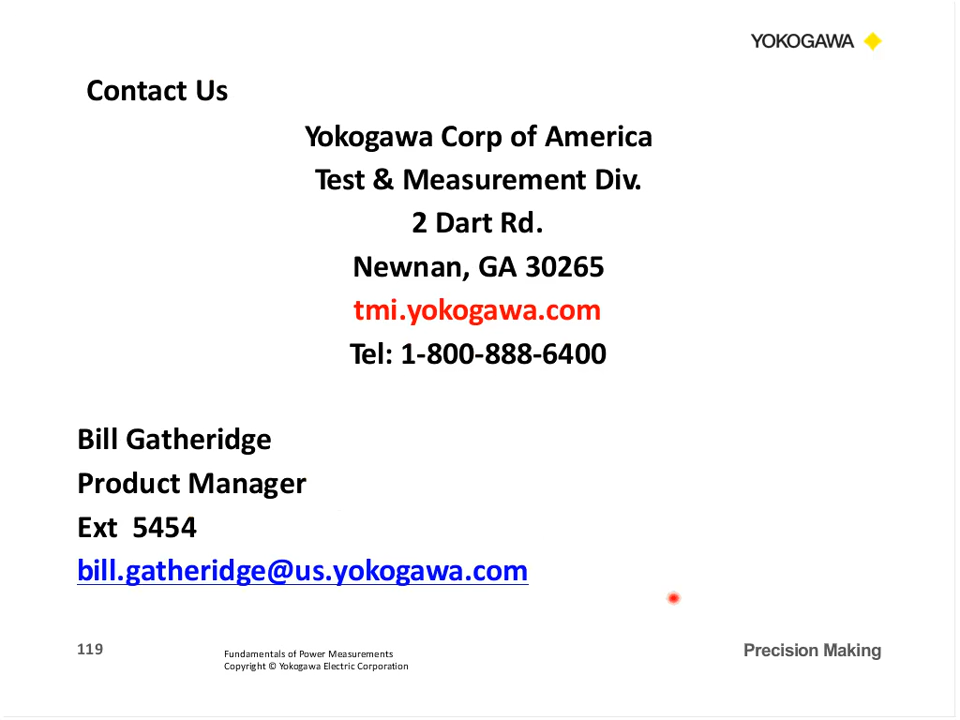 YOKOGAWA
Contact Us
Yokogawa Corp of America
Test & Measurement Div.
2 Dart Rd.
Newnan, GA 30265
tmi.yokogawa.com
Tel: 1-800-888-6400
Bill Gatheridge
Product Manager
Ext 5454
bill.gatheridge@us.yokogawa.com
119
Fundamentals of Power Measurements
Copyright © Yokogawa Electric Corporation
Precision Making